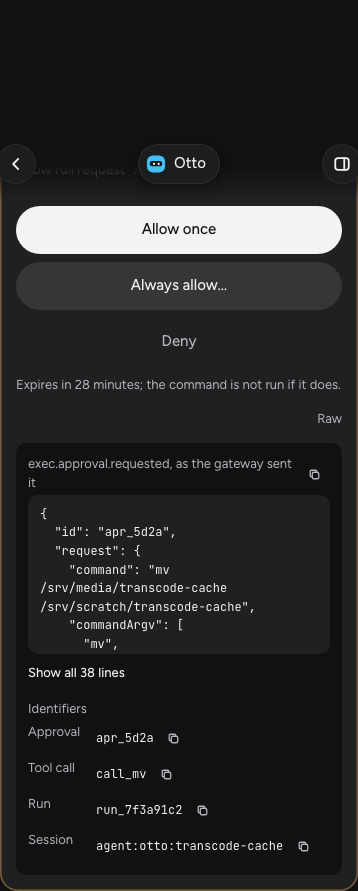 Otto
ow full request
Allow once
Always allow...
Deny
Expires in 28 minutes; the command is not run if it does.
Raw
exec.approval.requested, as the gateway sent
it
{
"id": "apr_5d2a",
"request": {
"command": "mv
/srv/media/transcode-cache
/srv/scratch/transcode-cache",
"commandArgv": [
"mv",
Show all 38 lines
Identifiers
Approval apr_5d2a
Tool call call_mv
Run run_7f3a91c2
Session agent:otto:transcode-cache